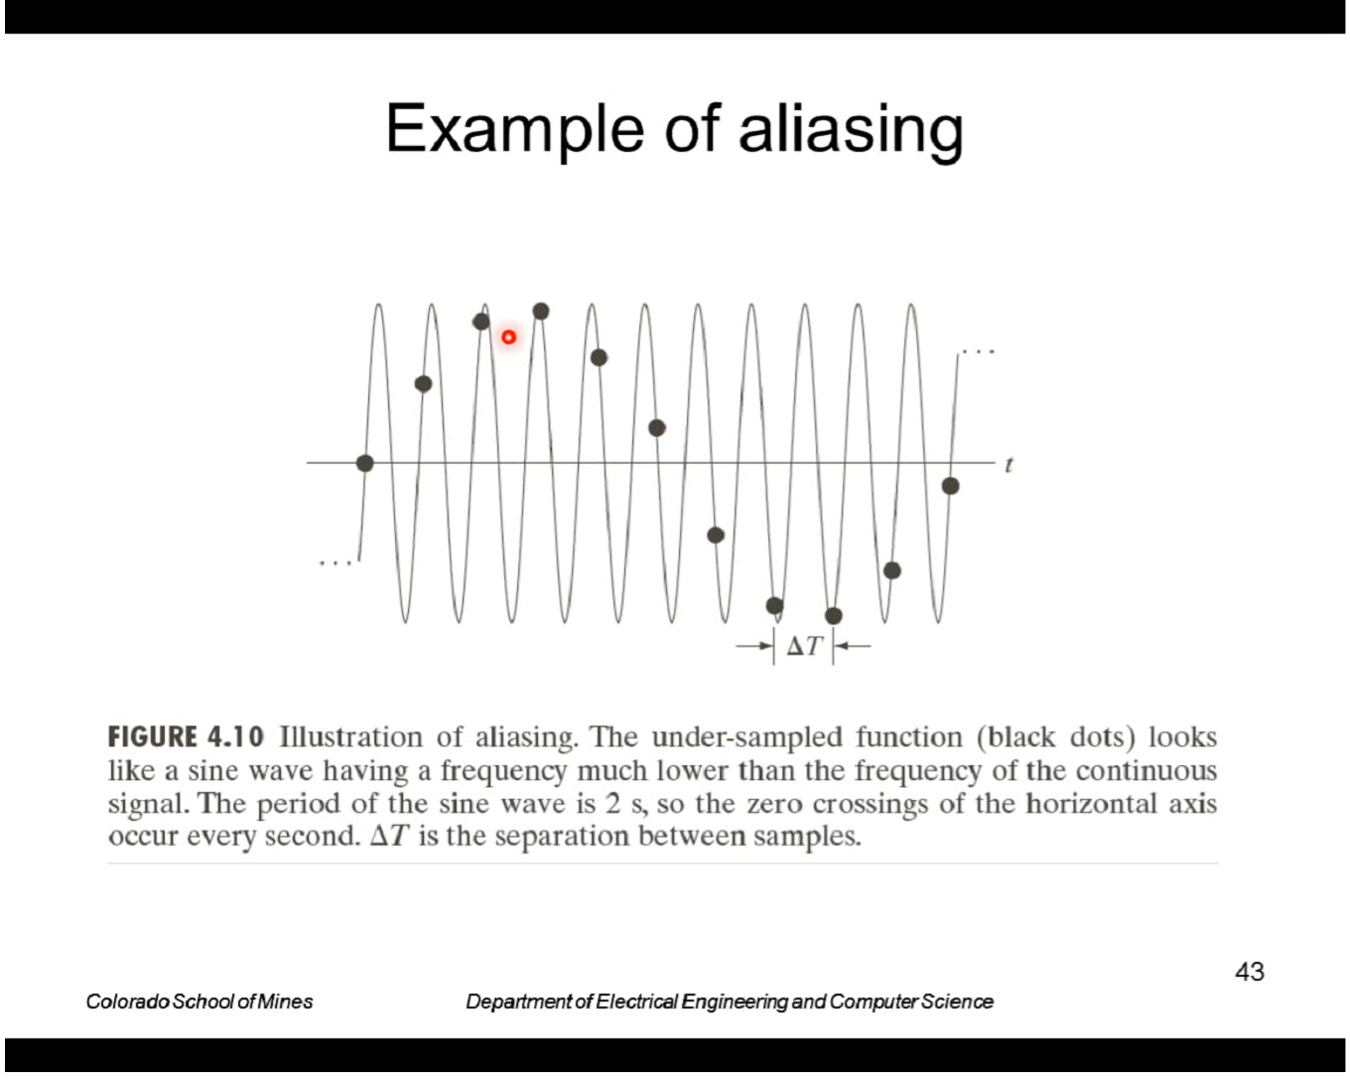 Example of aliasing
...
t
...
ΔT
FIGURE 4.10 Illustration of aliasing. The under-sampled function (black dots) looks
like a sine wave having a frequency much lower than the frequency of the continuous
signal. The period of the sine wave is 2 s, so the zero crossings of the horizontal axis
occur every second. ΔT is the separation between samples.
43
Colorado School of Mines Department of Electrical Engineering and Computer Science